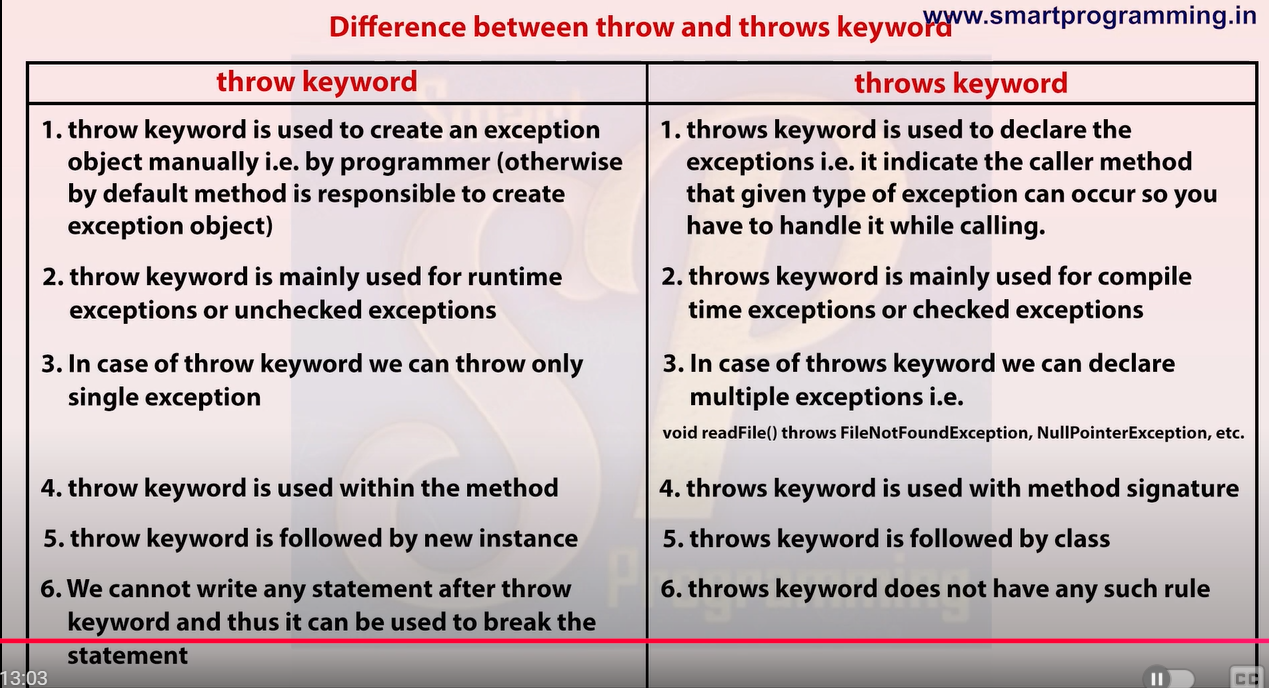 www.smartprogramming.in
Difference between throw and throws keyword
throw keyword
1. throw keyword is used to create an exception
object manually i.e. by programmer (otherwise
by default method is responsible to create
exception object)
2. throw keyword is mainly used for runtime
exceptions or unchecked exceptions
3. In case of throw keyword we can throw only
single exception
4. throw keyword is used within the method
5. throw keyword is followed by new instance
6. We cannot write any statement after throw
keyword and thus it can be used to break the
statement
throws keyword
1. throws keyword is used to declare the
exceptions i.e. it indicate the caller method
that given type of exception can occur so you
have to handle it while calling.
2. throws keyword is mainly used for compile
time exceptions or checked exceptions
3. In case of throws keyword we can declare
multiple exceptions i.e.
void readFile() throws FileNotFoundException, NullPointerException, etc.
4. throws keyword is used with method signature
5. throws keyword is followed by class
6. throws keyword does not have any such rule
Smart
SP
Programming
13:03
CC